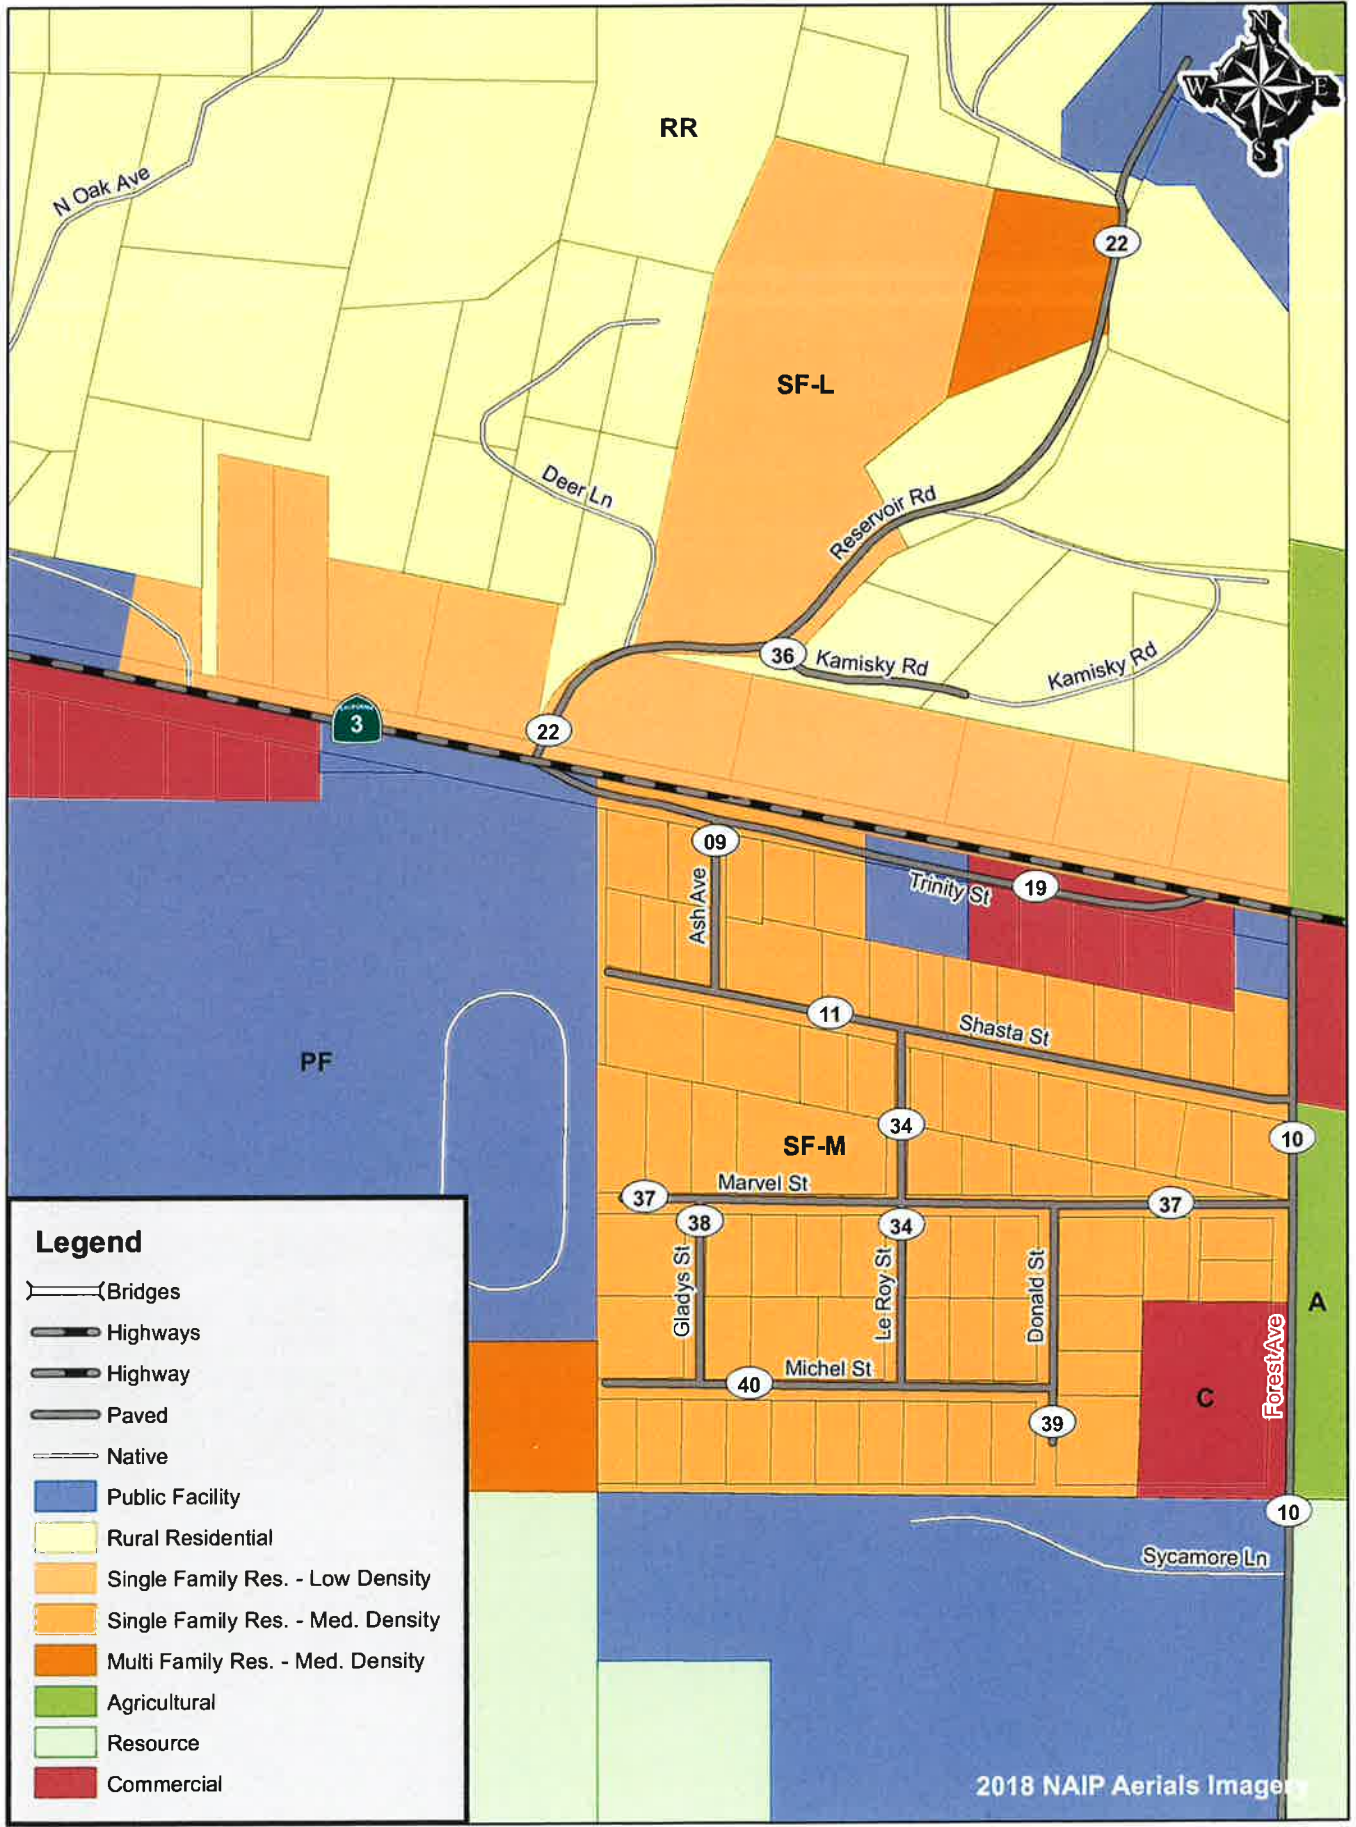 N
W
E
S
RR
N Oak Ave
22
SF-L
Deer Ln
Reservoir Rd
36
Kamisky Rd
Kamisky Rd
CALIFORNIA
3
22
09
Trinity St
19
Ash Ave
11
Shasta St
PF
34
10
SF-M
Marvel St
37
37
38
34
Gladys St
Le Roy St
Donald St
A
Forest Ave
Michel St
40
C
39
10
Sycamore Ln
Legend
Bridges
Highways
Highway
Paved
Native
Public Facility
Rural Residential
Single Family Res. - Low Density
Single Family Res. - Med. Density
Multi Family Res. - Med. Density
Agricultural
Resource
Commercial
2018 NAIP Aerials Imagery